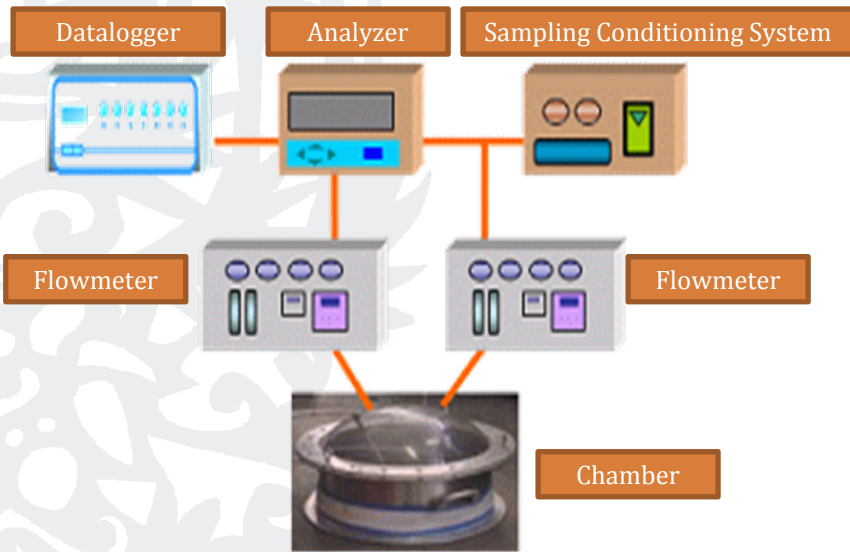 Datalogger
Analyzer
Sampling Conditioning System
Flowmeter
Flowmeter
Chamber